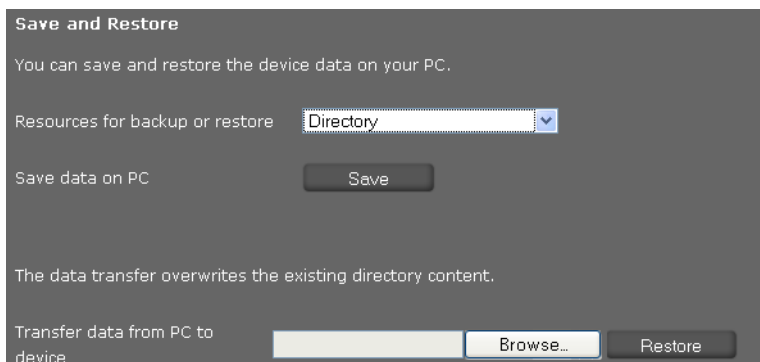 Save and Restore
You can save and restore the device data on your PC.
Resources for backup or restore Directory
Save data on PC Save
The data transfer overwrites the existing directory content.
Transfer data from PC to
device Browse... Restore